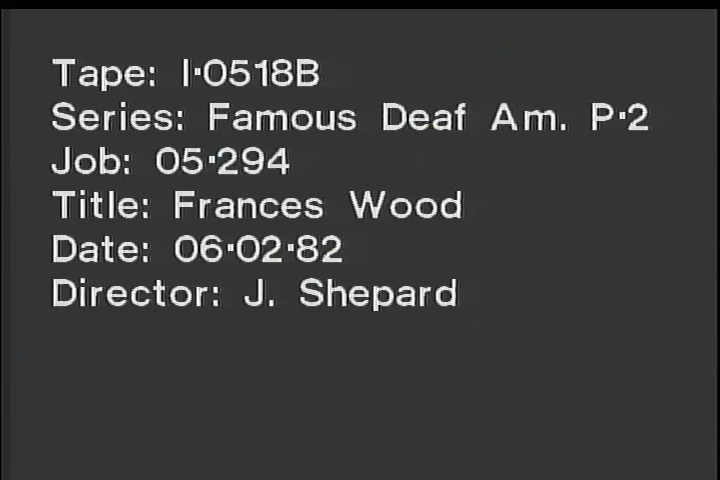 Tape: I-0518B
Series: Famous Deaf Am. P-2
Job: 05-294
Title: Frances Wood
Date: 06-02-82
Director: J. Shepard